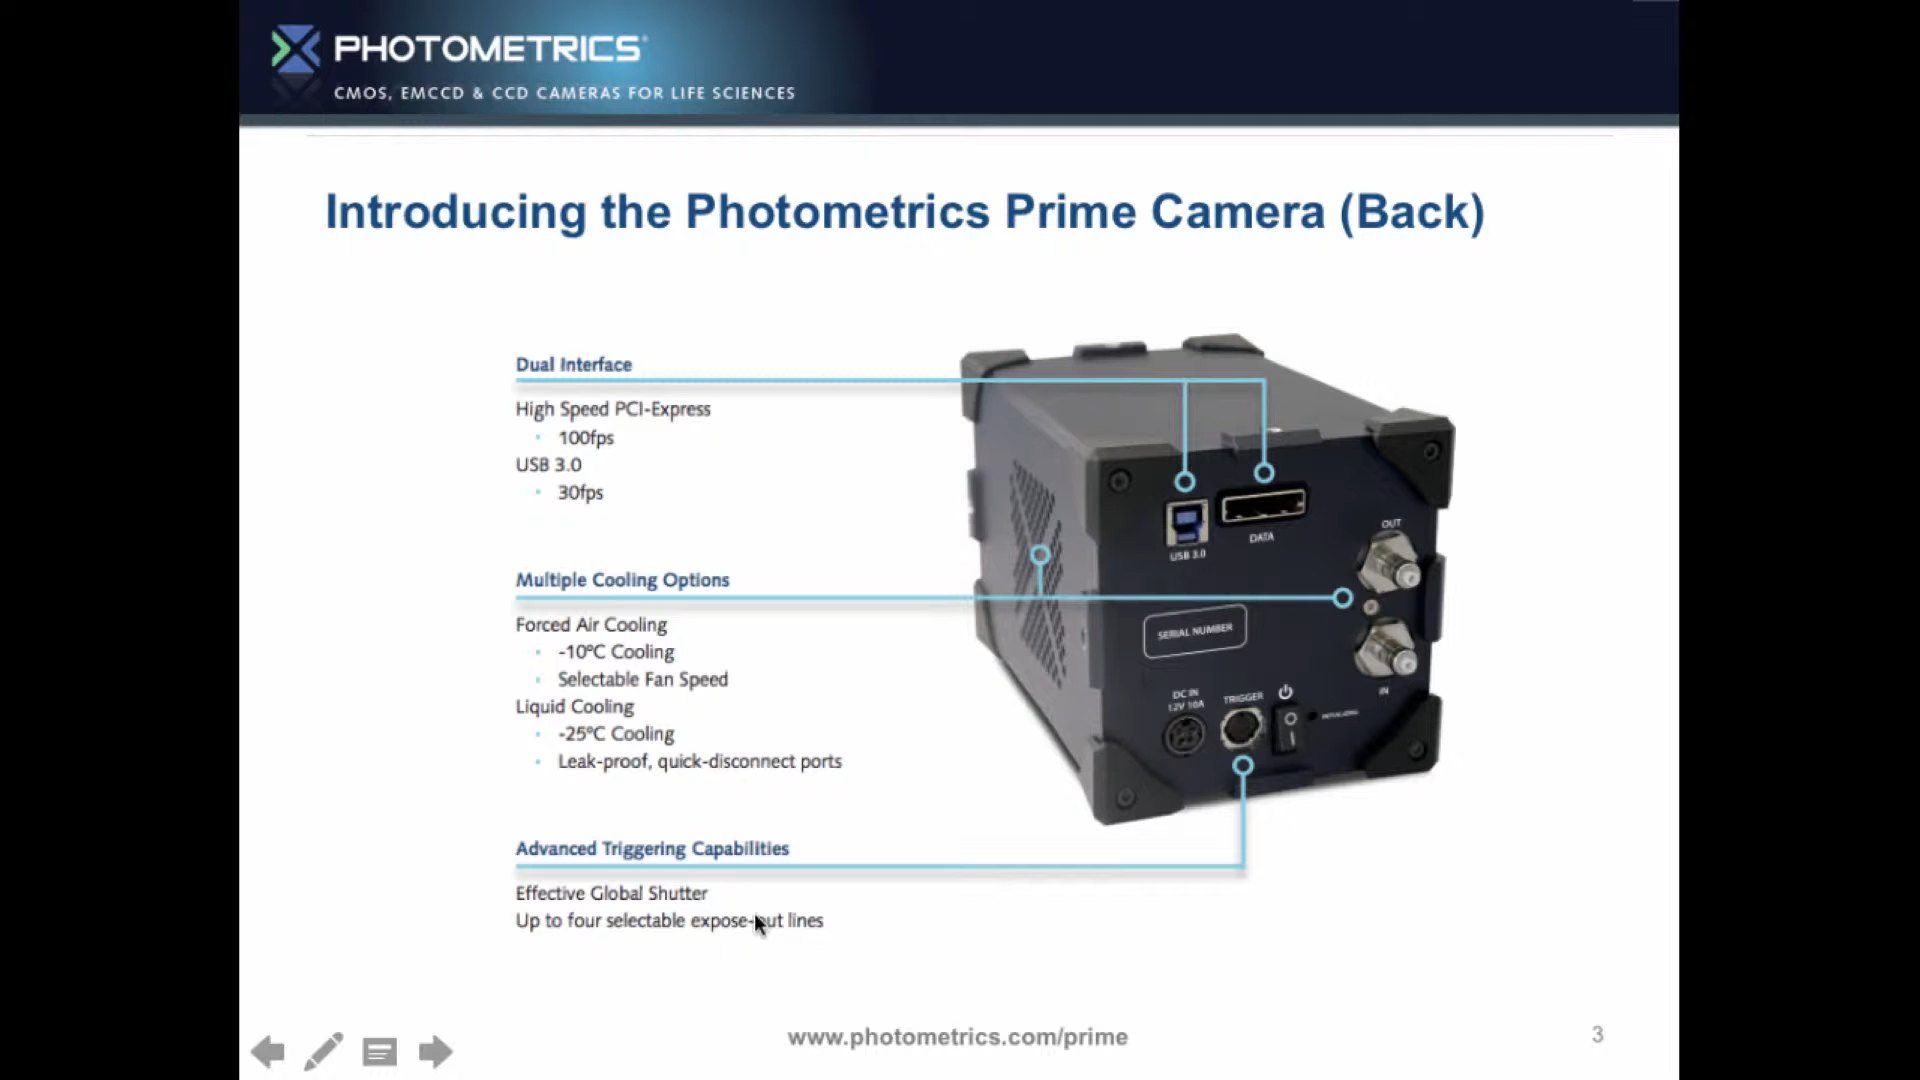 PHOTOMETRICS®
CMOS, EMCCD & CCD CAMERAS FOR LIFE SCIENCES
Introducing the Photometrics Prime Camera (Back)
Dual Interface
High Speed PCI-Express
100fps
USB 3.0
30fps
Multiple Cooling Options
Forced Air Cooling
-10°C Cooling
Selectable Fan Speed
Liquid Cooling
-25°C Cooling
Leak-proof, quick-disconnect ports
Advanced Triggering Capabilities
Effective Global Shutter
Up to four selectable expose-out lines
USB 3.0
DATA
OUT
SERIAL NUMBER
IN
DC IN
12V 10A
TRIGGER
INITIALIZING
www.photometrics.com/prime
3